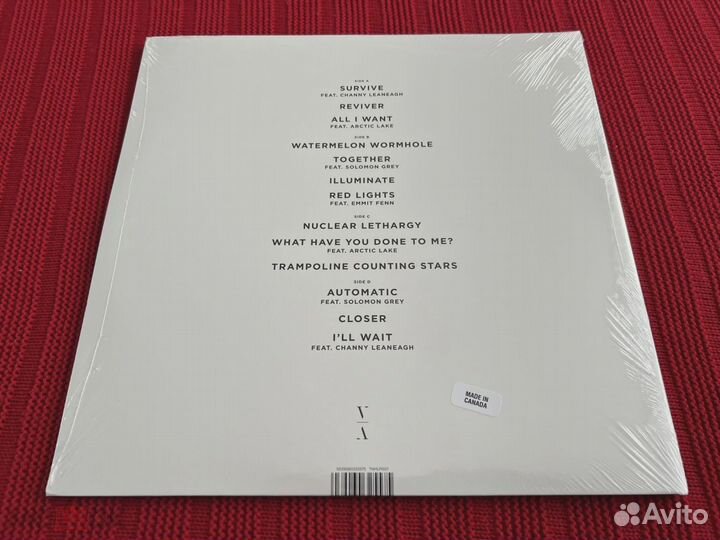 SIDE A
SURVIVE
FEAT. CHANNY LEANEAGH
REVIVER
ALL I WANT
FEAT. ARCTIC LAKE
SIDE B
WATERMELON WORMHOLE
TOGETHER
FEAT. SOLOMON GREY
ILLUMINATE
RED LIGHTS
FEAT. EMMIT FENN
SIDE C
NUCLEAR LETHARGY
WHAT HAVE YOU DONE TO ME?
FEAT. ARCTIC LAKE
TRAMPOLINE COUNTING STARS
SIDE D
AUTOMATIC
FEAT. SOLOMON GREY
CLOSER
I'LL WAIT
FEAT. CHANNY LEANEAGH
MADE IN
CANADA
Avito